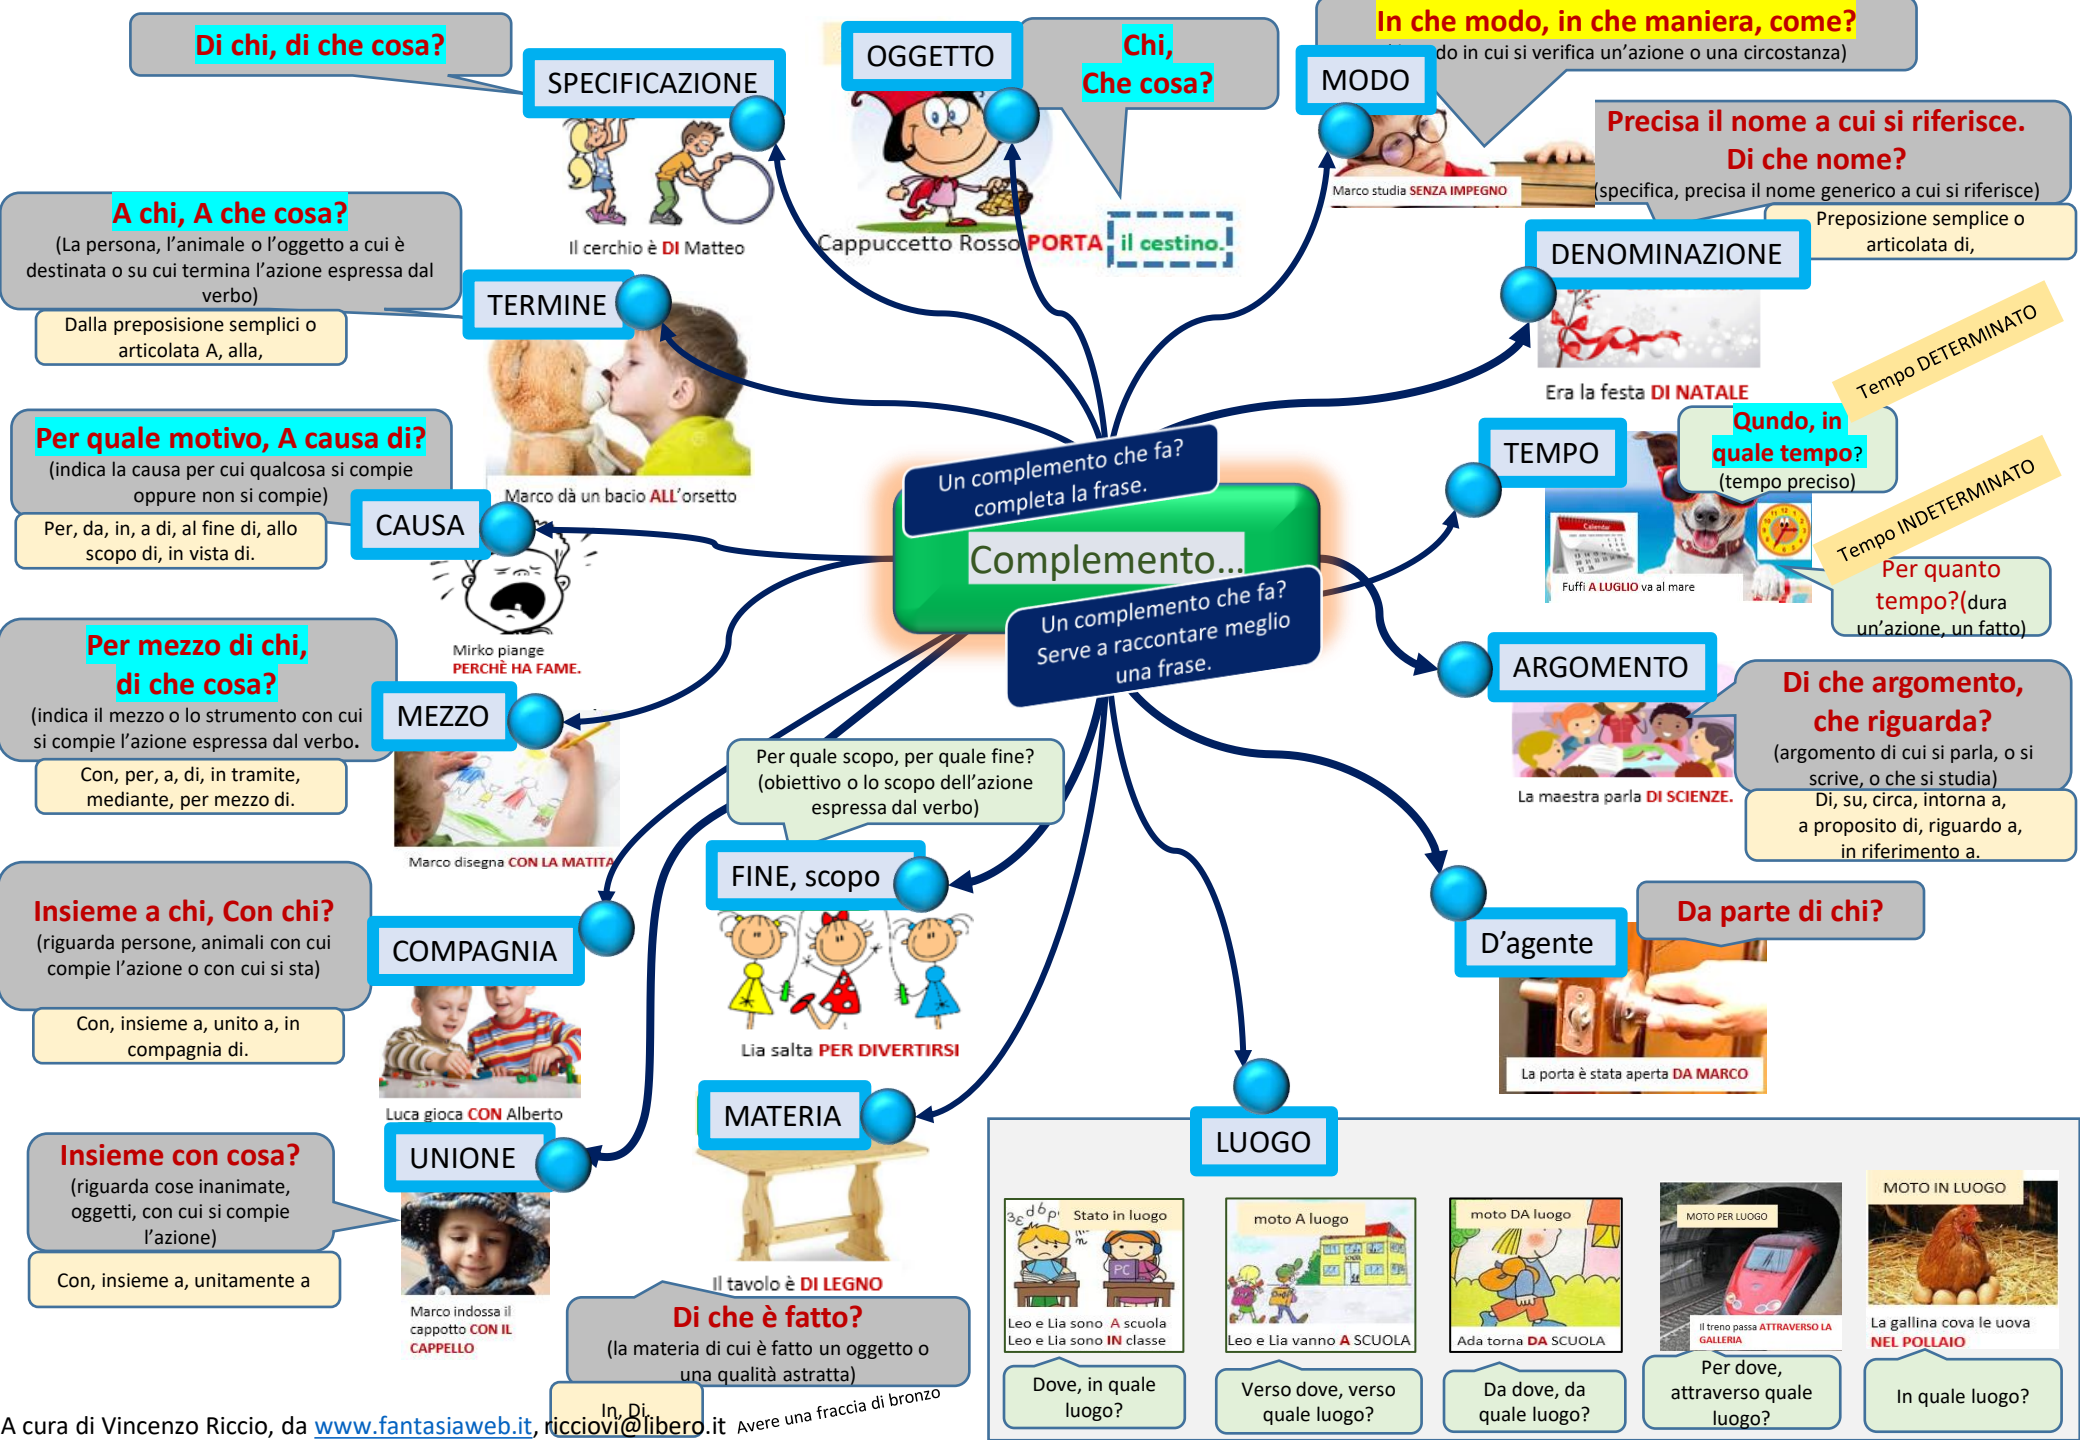 Di chi, di che cosa?
SPECIFICAZIONE
Il cerchio è DI Matteo
OGGETTO
Chi,
Che cosa?
Cappuccetto Rosso PORTA il cestino.
In che modo, in che maniera, come?
do in cui si verifica un'azione o una circostanza)
MODO
Marco studia SENZA IMPEGNO
Precisa il nome a cui si riferisce.
Di che nome?
(specifica, precisa il nome generico a cui si riferisce)
Preposizione semplice o
articolata di,
DENOMINAZIONE
Era la festa DI NATALE
A chi, A che cosa?
(La persona, l'animale o l'oggetto a cui è
destinata o su cui termina l'azione espressa dal
verbo)
Dalla preposisione semplici o
articolata A, alla,
TERMINE
Marco dà un bacio ALL'orsetto
Tempo DETERMINATO
Qundo, in
quale tempo?
(tempo preciso)
TEMPO
Calendar
Fuffi A LUGLIO va al mare
Tempo INDETERMINATO
Per quanto
tempo?(dura
un'azione, un fatto)
Per quale motivo, A causa di?
(indica la causa per cui qualcosa si compie
oppure non si compie)
Per, da, in, a di, al fine di, allo
scopo di, in vista di.
CAUSA
Mirko piange
PERCHÈ HA FAME.
Un complemento che fa?
completa la frase.
Complemento...
Un complemento che fa?
Serve a raccontare meglio
una frase.
Per mezzo di chi,
di che cosa?
(indica il mezzo o lo strumento con cui
si compie l'azione espressa dal verbo.
Con, per, a, di, in tramite,
mediante, per mezzo di.
MEZZO
Marco disegna CON LA MATITA
ARGOMENTO
Di che argomento,
che riguarda?
(argomento di cui si parla, o si
scrive, o che si studia)
Di, su, circa, intorna a,
a proposito di, riguardo a,
in riferimento a.
La maestra parla DI SCIENZE.
Per quale scopo, per quale fine?
(obiettivo o lo scopo dell'azione
espressa dal verbo)
FINE, scopo
Lia salta PER DIVERTIRSI
Insieme a chi, Con chi?
(riguarda persone, animali con cui
compie l'azione o con cui si sta)
Con, insieme a, unito a, in
compagnia di.
COMPAGNIA
Luca gioca CON Alberto
Da parte di chi?
D'agente
La porta è stata aperta DA MARCO
Insieme con cosa?
(riguarda cose inanimate,
oggetti, con cui si compie
l'azione)
Con, insieme a, unitamente a
UNIONE
Marco indossa il
cappotto CON IL
CAPPELLO
MATERIA
Il tavolo è DI LEGNO
Di che è fatto?
(la materia di cui è fatto un oggetto o
una qualità astratta)
In, Di,
Avere una fraccia di bronzo
LUOGO
Stato in luogo
PC
Leo e Lia sono A scuola
Leo e Lia sono IN classe
Dove, in quale
luogo?
moto A luogo
Leo e Lia vanno A SCUOLA
Verso dove, verso
quale luogo?
moto DA luogo
Ada torna DA SCUOLA
Da dove, da
quale luogo?
MOTO PER LUOGO
Il treno passa ATTRAVERSO LA
GALLERIA
Per dove,
attraverso quale
luogo?
MOTO IN LUOGO
La gallina cova le uova
NEL POLLAIO
In quale luogo?
A cura di Vincenzo Riccio, da www.fantasiaweb.it, ricciovi@libero.it